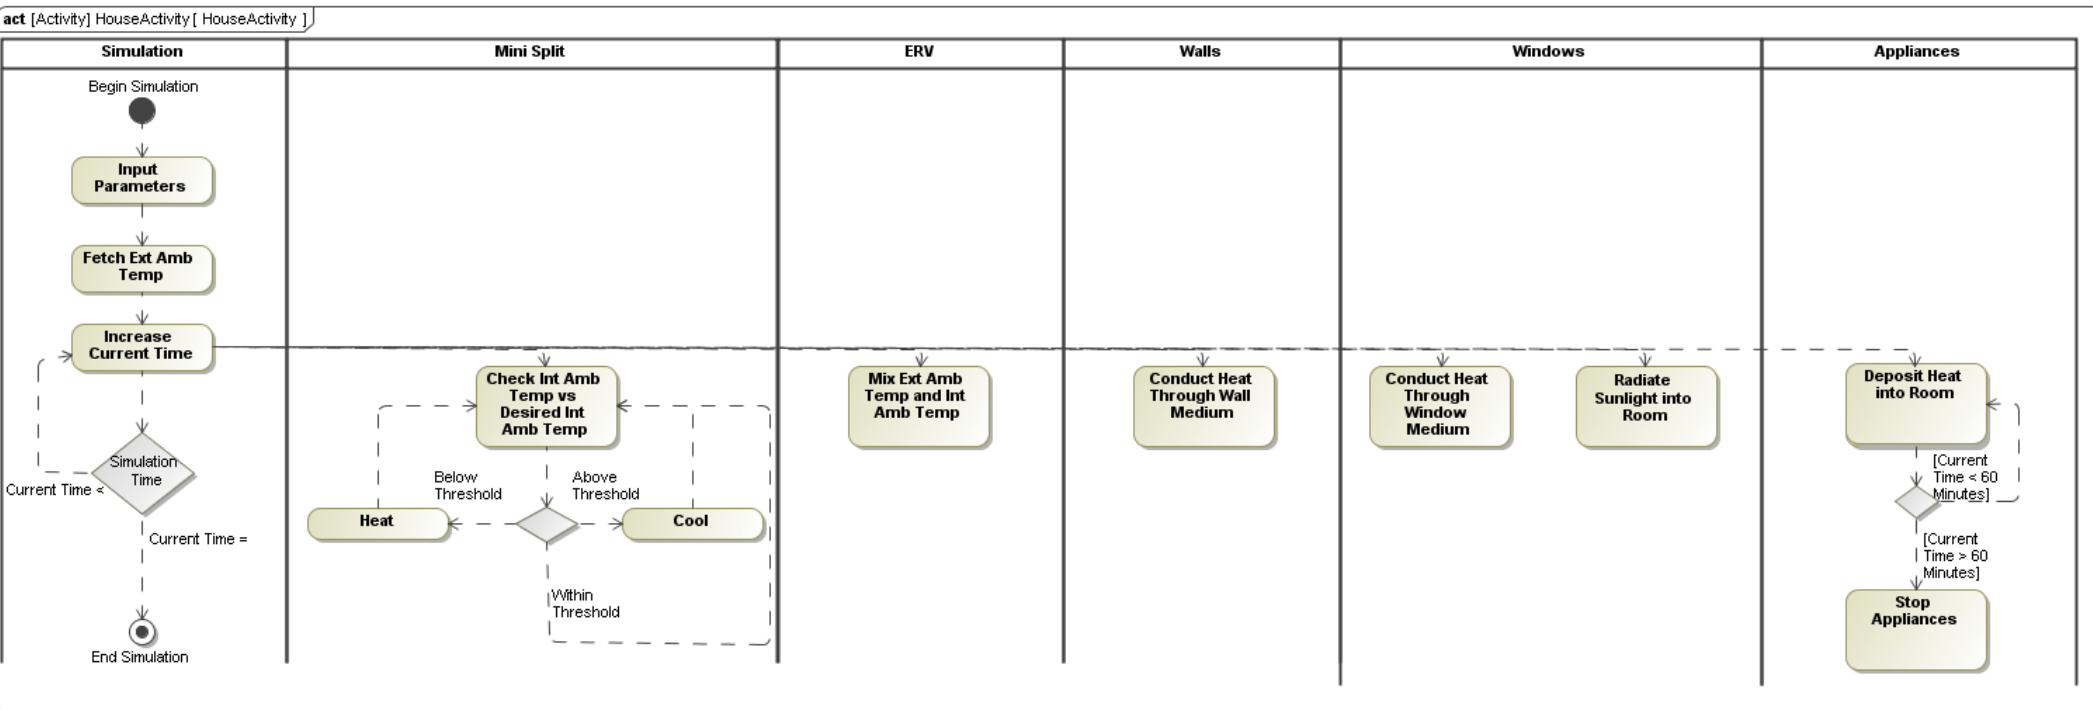 act [Activity] HouseActivity [ HouseActivity ]
Simulation
Mini Split
ERV
Walls
Windows
Appliances
Begin Simulation
Input
Parameters
Fetch Ext Amb
Temp
Increase
Current Time
Simulation
Time
Current Time <
Current Time =
End Simulation
Check Int Amb
Temp vs
Desired Int
Amb Temp
Below
Threshold
Above
Threshold
Heat
Cool
Within
Threshold
Mix Ext Amb
Temp and Int
Amb Temp
Conduct Heat
Through Wall
Medium
Conduct Heat
Through
Window
Medium
Radiate
Sunlight into
Room
Deposit Heat
into Room
[Current
Time < 60
Minutes]
[Current
Time > 60
Minutes]
Stop
Appliances